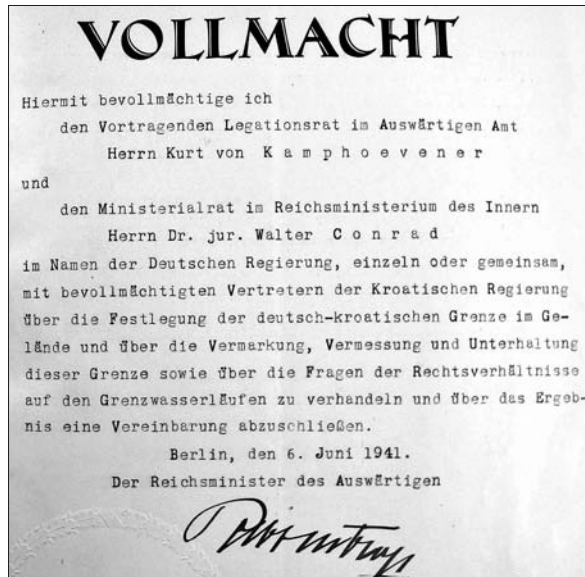 VOLLMACHT
Hiermit bevollmächtige ich
den Vortragenden Legationsrat im Auswärtigen Amt
Herrn Kurt von K a m p h o e v e n e r
und
den Ministerialrat im Reichsministerium des Innern
Herrn Dr. jur. Walter C o n r a d
im Namen der Deutschen Regierung, einzeln oder gemeinsam,
mit bevollmächtigten Vertretern der Kroatischen Regierung
über die Festlegung der deutsch-kroatischen Grenze im Ge-
lände und über die Vermarkung, Vermessung und Unterhaltung
dieser Grenze sowie über die Fragen der Rechtsverhältnisse
auf den Grenzwasserläufen zu verhandeln und über das Ergeb-
nis eine Vereinbarung abzuschließen.
Berlin, den 6. Juni 1941.
Der Reichsminister des Auswärtigen
Ribbentrop